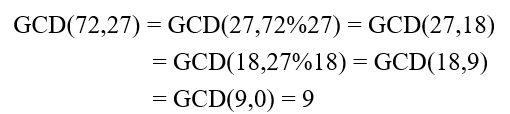 GCD(72,27) = GCD(27,72%27) = GCD(27,18)
= GCD(18,27%18) = GCD(18,9)
= GCD(9,0) = 9